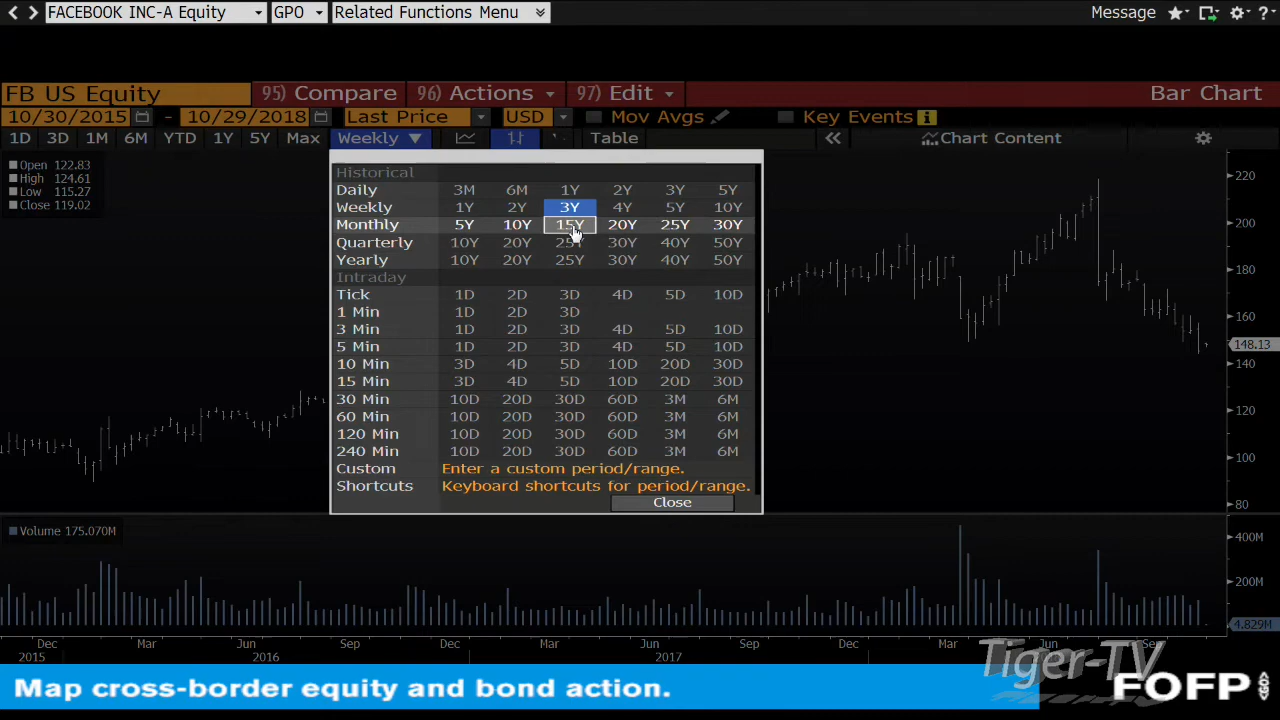 FACEBOOK INC-A Equity GPO Related Functions Menu Message
FB US Equity 95) Compare 96) Actions 97) Edit Bar Chart
10/30/2015 - 10/29/2018 Last Price USD Mov Avgs Key Events
1D 3D 1M 6M YTD 1Y 5Y Max Weekly Table Chart Content
Open 122.83
High 124.61
Low 115.27
Close 119.02
Historical
Daily 3M 6M 1Y 2Y 3Y 5Y
Weekly 1Y 2Y 3Y 4Y 5Y 10Y
Monthly 5Y 10Y 15Y 20Y 25Y 30Y
Quarterly 10Y 20Y 25Y 30Y 40Y 50Y
Yearly 10Y 20Y 25Y 30Y 40Y 50Y
Intraday
Tick 1D 2D 3D 4D 5D 10D
1 Min 1D 2D 3D
3 Min 1D 2D 3D 4D 5D 10D
5 Min 1D 2D 3D 4D 5D 10D
10 Min 3D 4D 5D 10D 20D 30D
15 Min 3D 4D 5D 10D 20D 30D
30 Min 10D 20D 30D 60D 3M 6M
60 Min 10D 20D 30D 60D 3M 6M
120 Min 10D 20D 30D 60D 3M 6M
240 Min 10D 20D 30D 60D 3M 6M
Custom Enter a custom period/range.
Shortcuts Keyboard shortcuts for period/range.
Close
220
200
180
160
148.13
140
120
100
80
Volume 175.070M
400M
200M
4.829M
Dec Mar Jun Sep Dec Mar Jun Sep Dec Mar Jun Sep
2015 2016 2017
Tiger-TV
Map cross-border equity and bond action.
FOFP GO